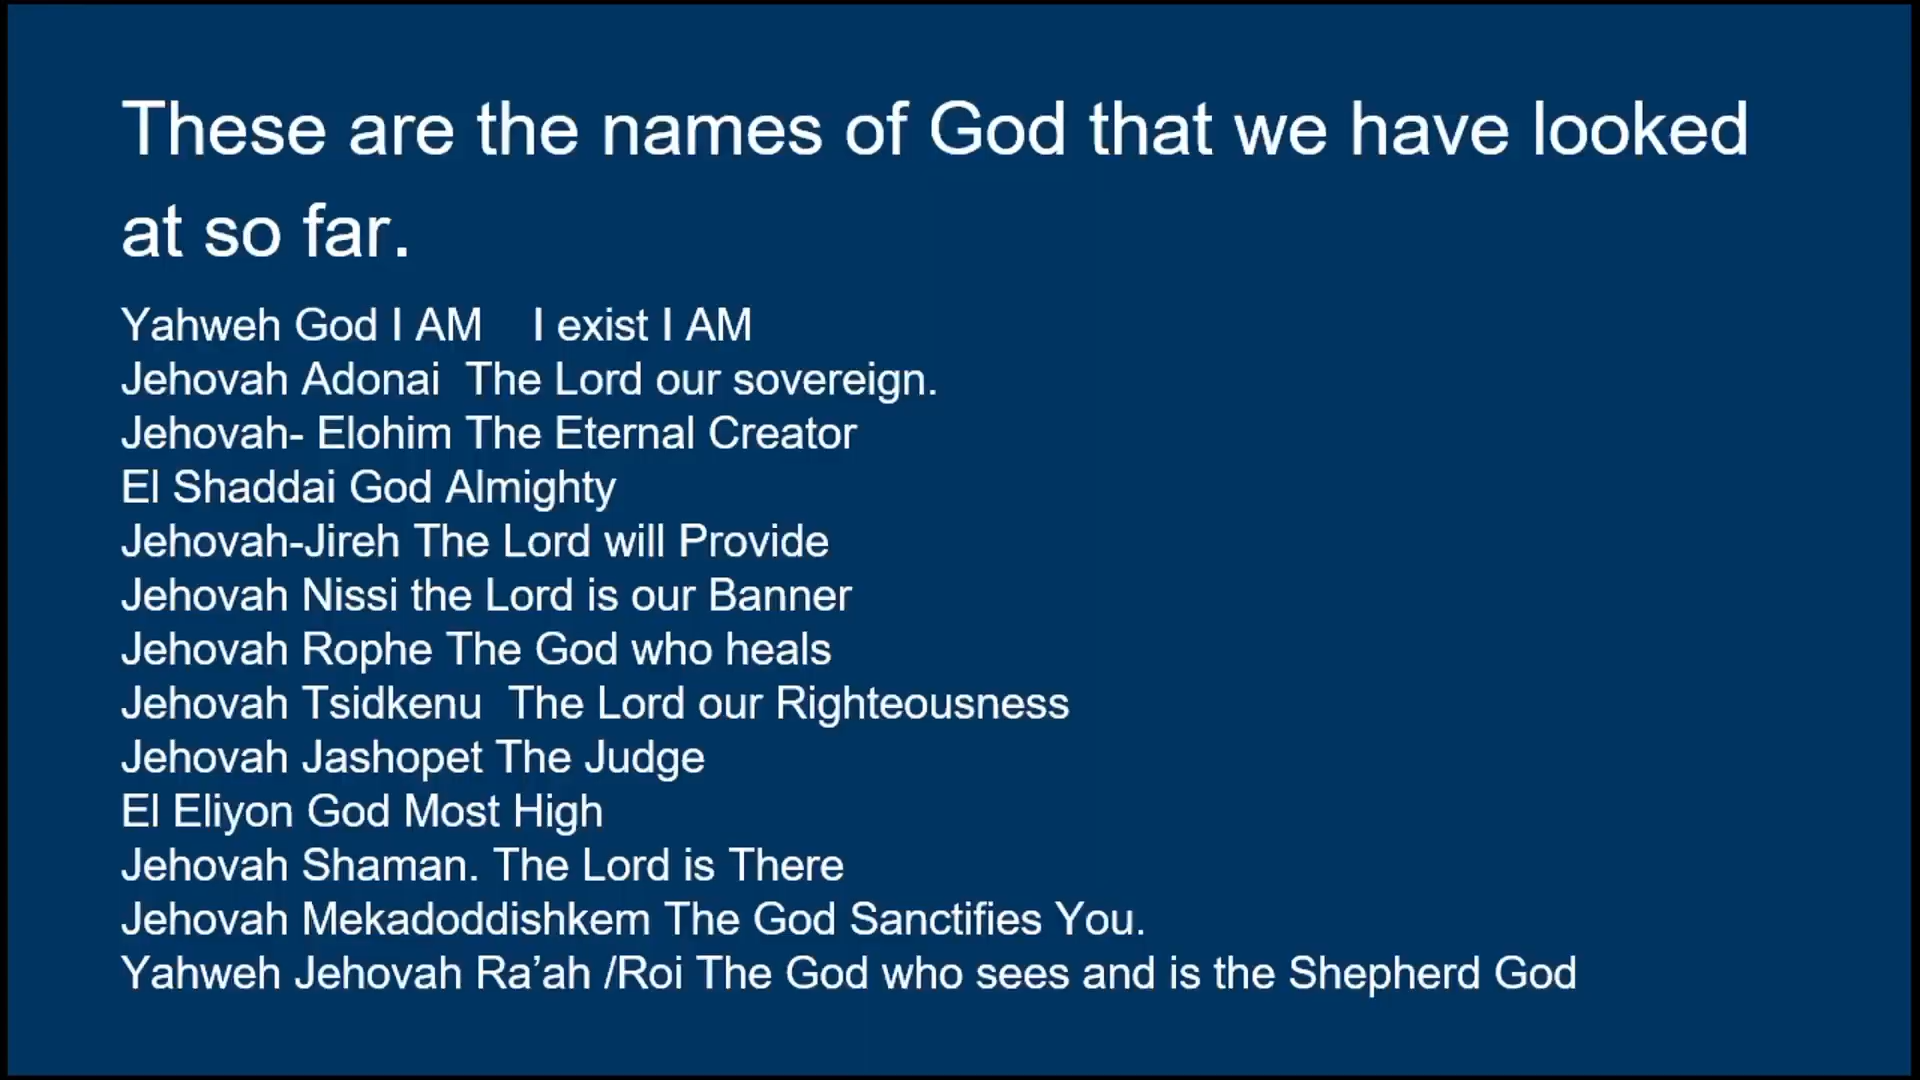 These are the names of God that we have looked
at so far.
Yahweh God I AM    I exist I AM
Jehovah Adonai  The Lord our sovereign.
Jehovah- Elohim The Eternal Creator
El Shaddai God Almighty
Jehovah-Jireh The Lord will Provide
Jehovah Nissi the Lord is our Banner
Jehovah Rophe The God who heals
Jehovah Tsidkenu  The Lord our Righteousness
Jehovah Jashopet The Judge
El Eliyon God Most High
Jehovah Shaman. The Lord is There
Jehovah Mekadoddishkem The God Sanctifies You.
Yahweh Jehovah Ra’ah /Roi The God who sees and is the Shepherd God